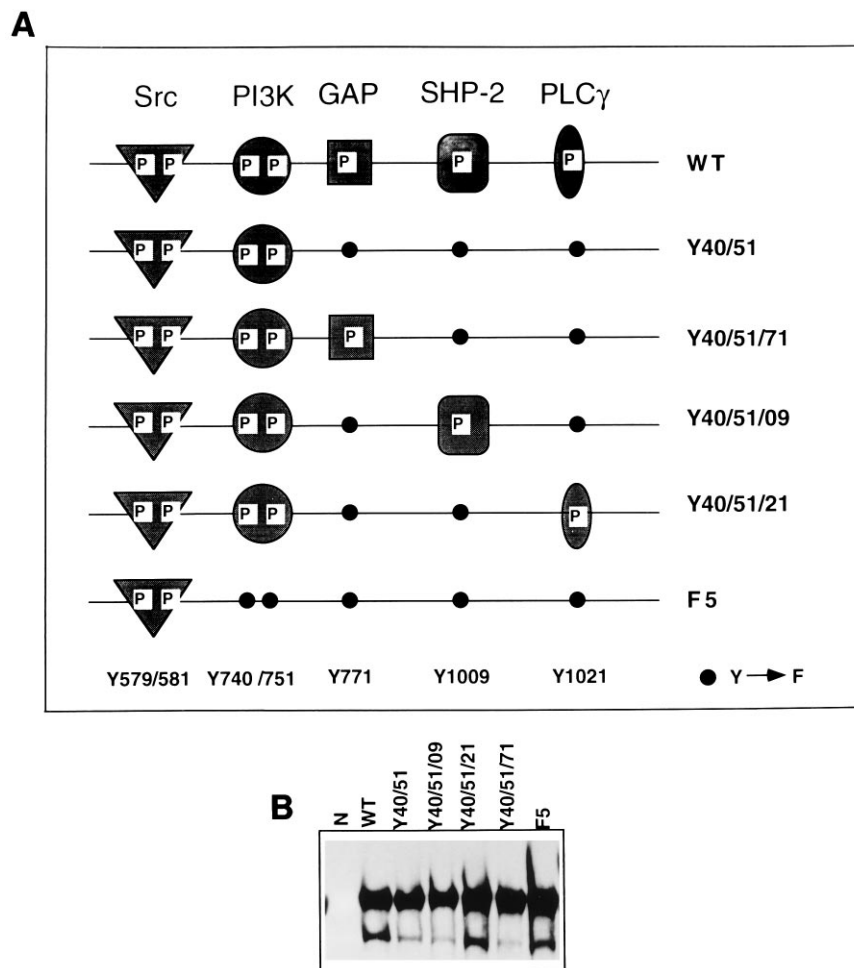 A
Src PI3K GAP SHP-2 PLCγ
P P P P P P P WT
P P P P Y40/51
P P P P P Y40/51/71
P P P P P Y40/51/09
P P P P P Y40/51/21
P P F5
Y579/581 Y740 /751 Y771 Y1009 Y1021 Y → F
B
N WT Y40/51 Y40/51/09 Y40/51/21 Y40/51/71 F5